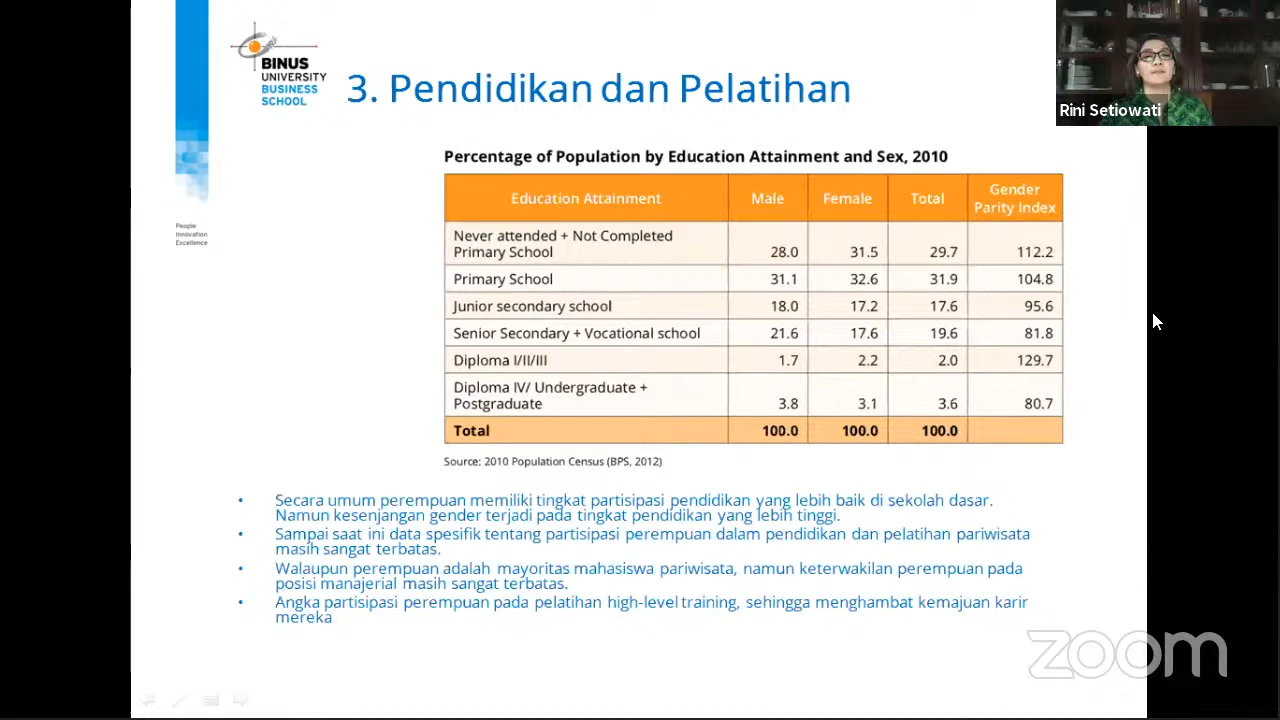 BINUS
UNIVERSITY
BUSINESS
SCHOOL
3. Pendidikan dan Pelatihan
Rini Setiowati
People
Innovation
Excellence
Percentage of Population by Education Attainment and Sex, 2010
Education Attainment Male Female Total Gender Parity Index
Never attended + Not Completed
Primary School 28.0 31.5 29.7 112.2
Primary School 31.1 32.6 31.9 104.8
Junior secondary school 18.0 17.2 17.6 95.6
Senior Secondary + Vocational school 21.6 17.6 19.6 81.8
Diploma I/II/III 1.7 2.2 2.0 129.7
Diploma IV/ Undergraduate +
Postgraduate 3.8 3.1 3.6 80.7
Total 100.0 100.0 100.0
Source: 2010 Population Census (BPS, 2012)
• Secara umum perempuan memiliki tingkat partisipasi pendidikan yang lebih baik di sekolah dasar.
Namun kesenjangan gender terjadi pada tingkat pendidikan yang lebih tinggi.
• Sampai saat ini data spesifik tentang partisipasi perempuan dalam pendidikan dan pelatihan pariwisata
masih sangat terbatas.
• Walaupun perempuan adalah mayoritas mahasiswa pariwisata, namun keterwakilan perempuan pada
posisi manajerial masih sangat terbatas.
• Angka partisipasi perempuan pada pelatihan high-level training, sehingga menghambat kemajuan karir
mereka
zoom